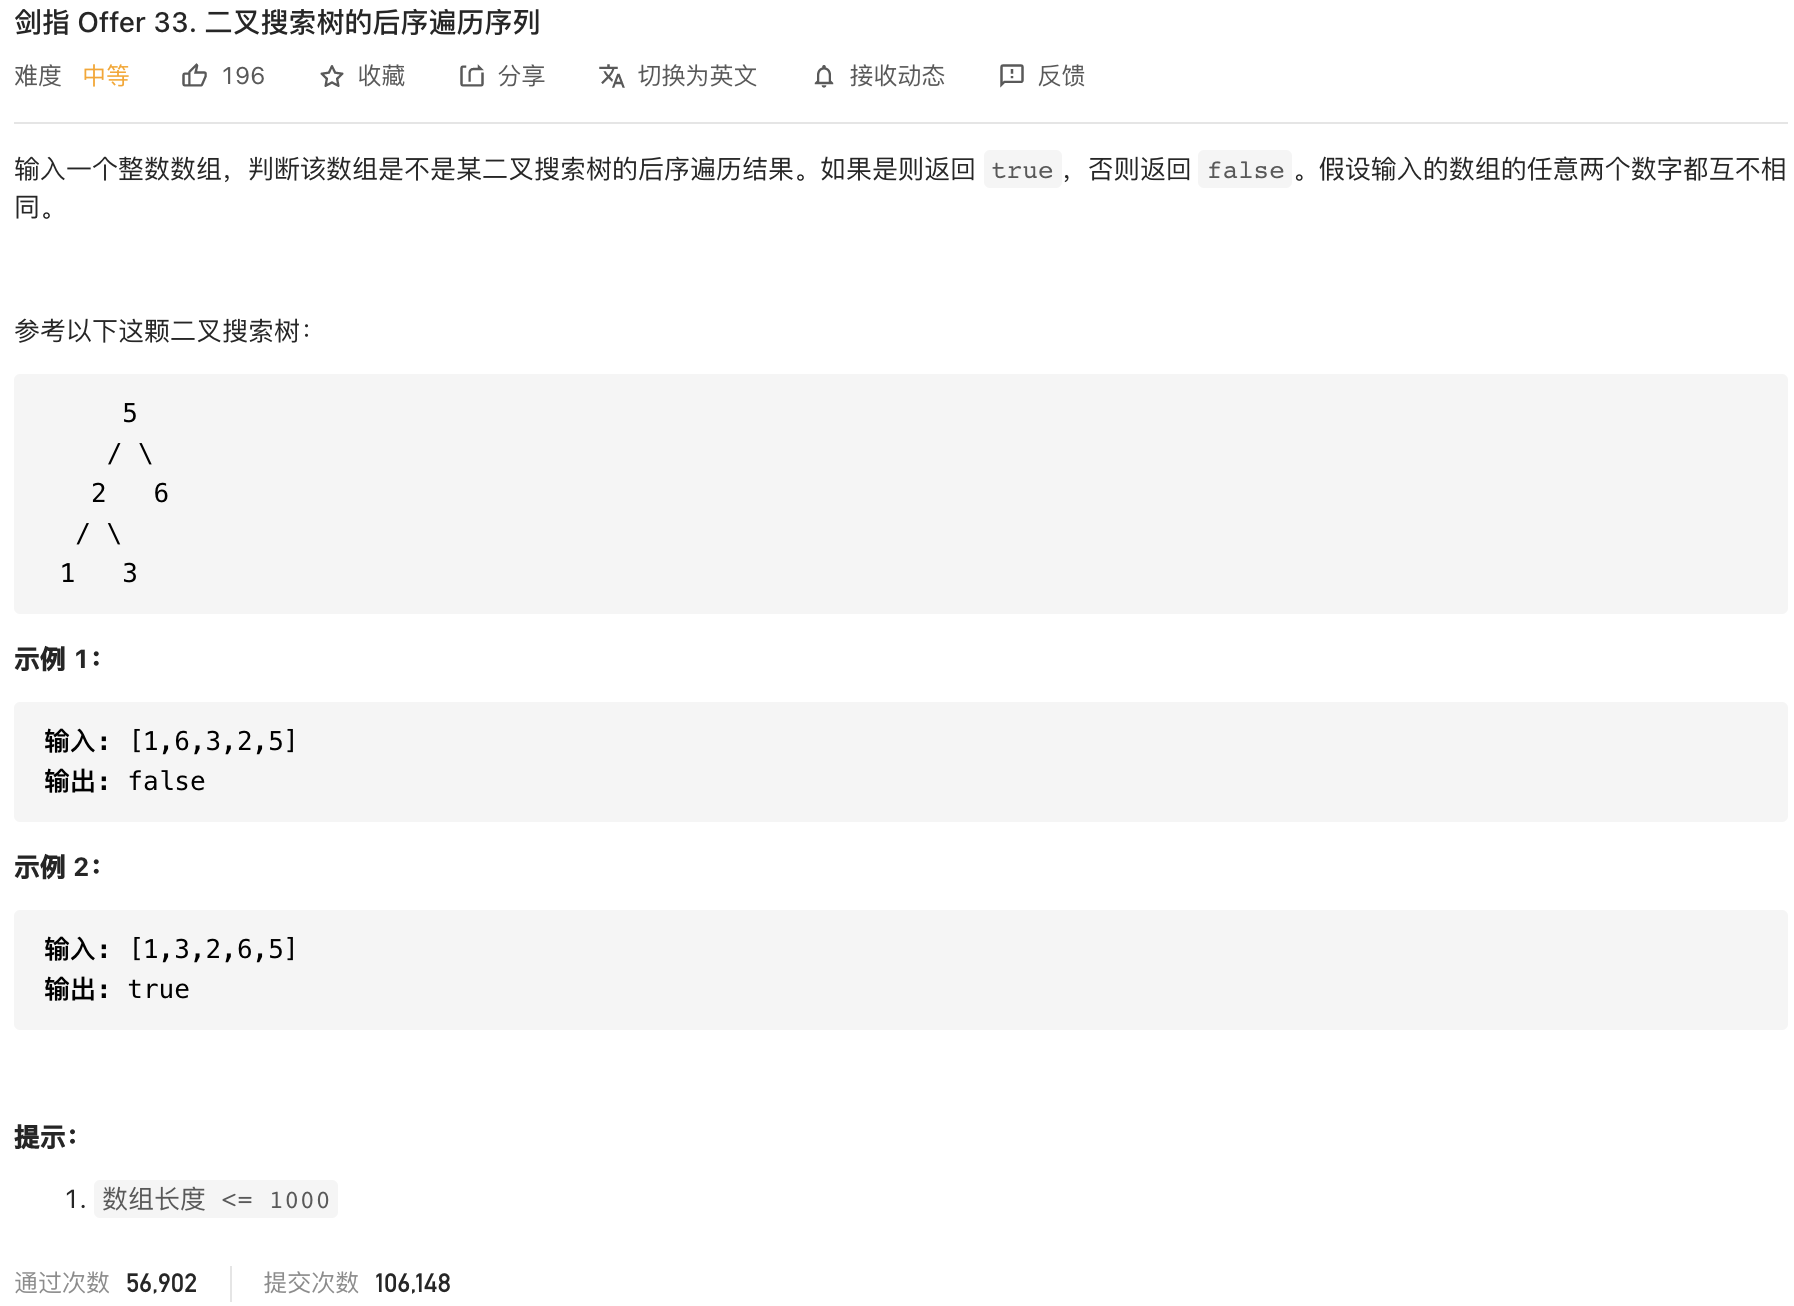 剑指 Offer 33. 二叉搜索树的后序遍历序列
难度 中等 196 收藏 分享 切换为英文 接收动态 反馈
输入一个整数数组，判断该数组是不是某二叉搜索树的后序遍历结果。如果是则返回 true，否则返回 false。假设输入的数组的任意两个数字都互不相
同。
参考以下这颗二叉搜索树：
5
/ \
2 6
/ \
1 3
示例 1：
输入: [1,6,3,2,5]
输出: false
示例 2：
输入: [1,3,2,6,5]
输出: true
提示：
1. 数组长度 <= 1000
通过次数 56,902 提交次数 106,148